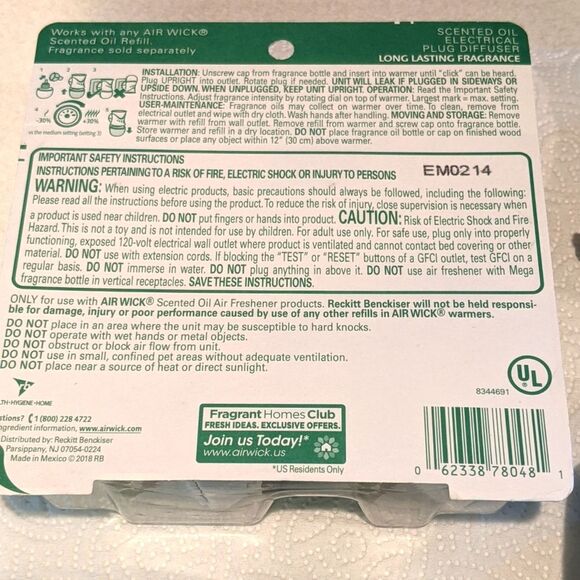 Works with any AIR WICK®
Scented Oil Refill.
Fragrance sold separately
SCENTED OIL
ELECTRICAL
PLUG DIFFUSER
LONG LASTING FRAGRANCE
1 2 3
4 5
-30% +30%
vs the medium setting (setting 3)
INSTALLATION: Unscrew cap from fragrance bottle and insert into warmer until "click" can be heard.
Plug UPRIGHT into outlet. Rotate plug if needed. UNIT WILL LEAK IF PLUGGED IN SIDEWAYS OR
UPSIDE DOWN. WHEN UNPLUGGED, KEEP UNIT UPRIGHT. OPERATION: Read the Important Safety
Instructions. Adjust fragrance intensity by rotating dial on top of warmer. Largest mark = max. setting.
USER-MAINTENANCE: Fragrance oils may collect on warmer over time. To clean, remove from
electrical outlet and wipe with dry cloth. Wash hands after handling. MOVING AND STORAGE: Remove
warmer with refill from wall outlet. Remove refill from warmer and screw cap onto fragrance bottle.
Store warmer and refill in a dry location. DO NOT place fragrance oil bottle or cap on finished wood
surfaces or place any object within 12" (30 cm) above warmer.
IMPORTANT SAFETY INSTRUCTIONS
INSTRUCTIONS PERTAINING TO A RISK OF FIRE, ELECTRIC SHOCK OR INJURY TO PERSONS
EM0214
WARNING: When using electric products, basic precautions should always be followed, including the following:
Please read all the instructions before using the product. To reduce the risk of injury, close supervision is necessary when
a product is used near children. DO NOT put fingers or hands into product. CAUTION: Risk of Electric Shock and Fire
Hazard. This is not a toy and is not intended for use by children. For adult use only. For safe use, plug only into properly
functioning, exposed 120-volt electrical wall outlet where product is ventilated and cannot contact bed covering or other
material. DO NOT use with extension cords. If blocking the "TEST" or "RESET" buttons of a GFCI outlet, test GFCI on a
regular basis. DO NOT immerse in water. DO NOT plug anything in above it. DO NOT use air freshener with Mega
fragrance bottle in vertical receptacles. SAVE THESE INSTRUCTIONS.
ONLY for use with AIR WICK® Scented Oil Air Freshener products. Reckitt Benckiser will not be held responsi-
ble for damage, injury or poor performance caused by use of any other refills in AIR WICK® warmers.
DO NOT place in an area where the unit may be susceptible to hard knocks.
DO NOT operate with wet hands or metal objects.
DO NOT obstruct or block air flow from unit.
DO NOT use in small, confined pet areas without adequate ventilation.
DO NOT place near a source of heat or direct sunlight.
UL
8344691
LTH•HYGIENE•HOME
stions? 1 (800) 228 4722
ngredient information, www.airwick.com
Distributed by: Reckitt Benckiser
Parsippany, NJ 07054-0224
Made in Mexico © 2018 RB
Fragrant Homes Club
FRESH IDEAS. EXCLUSIVE OFFERS.
Join us Today!*
www.airwick.us
*US Residents Only
0 62338 78048 1